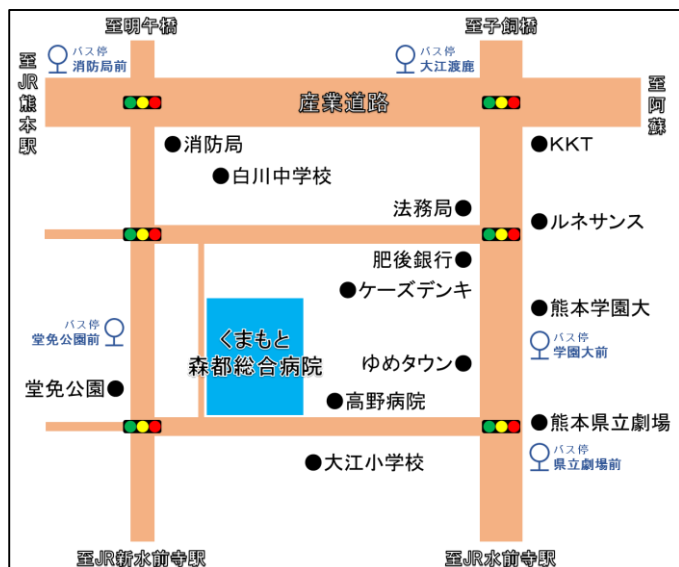 至明午橋
至子飼橋
バス停
消防局前
バス停
大江渡鹿
至JR熊本駅
産業道路
至阿蘇
消防局
KKT
白川中学校
法務局
ルネサンス
肥後銀行
ケーズデンキ
くまもと
森都総合病院
熊本学園大
バス停
堂免公園前
バス停
学園大前
ゆめタウン
堂免公園
高野病院
熊本県立劇場
大江小学校
バス停
県立劇場前
至JR新水前寺駅
至JR水前寺駅